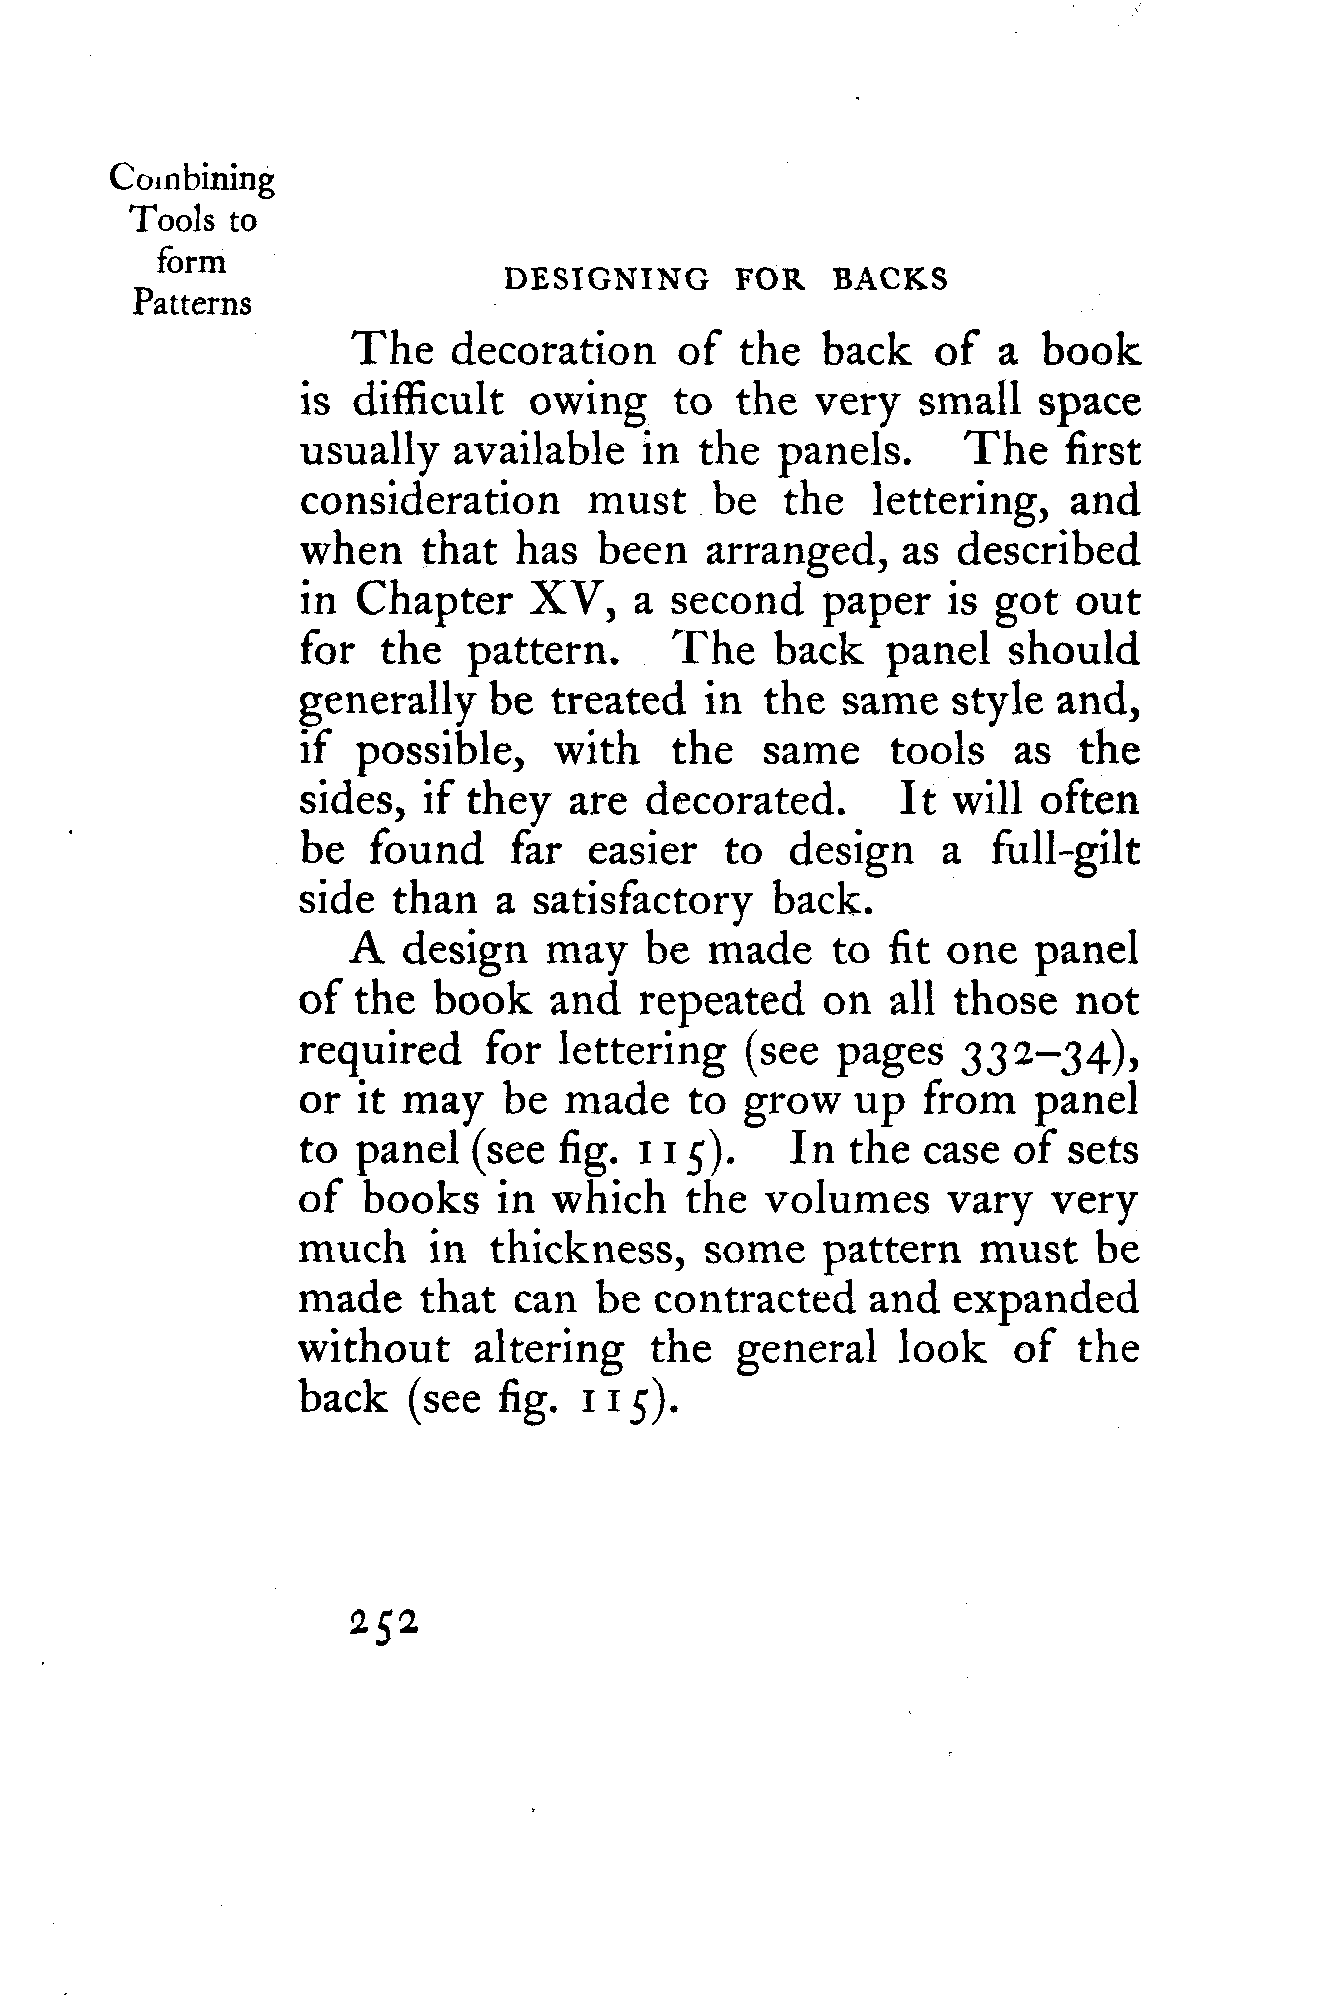 Combining
Tools to
form
Patterns
DESIGNING FOR BACKS
The decoration of the back of a book
is difficult owing to the very small space
usually available in the panels. The first
consideration must be the lettering, and
when that has been arranged, as described
in Chapter XV, a second paper is got out
for the pattern. The back panel should
generally be treated in the same style and,
if possible, with the same tools as the
sides, if they are decorated. It will often
be found far easier to design a full-gilt
side than a satisfactory back.
A design may be made to fit one panel
of the book and repeated on all those not
required for lettering (see pages 332–34),
or it may be made to grow up from panel
to panel (see fig. 115). In the case of sets
of books in which the volumes vary very
much in thickness, some pattern must be
made that can be contracted and expanded
without altering the general look of the
back (see fig. 115).
252